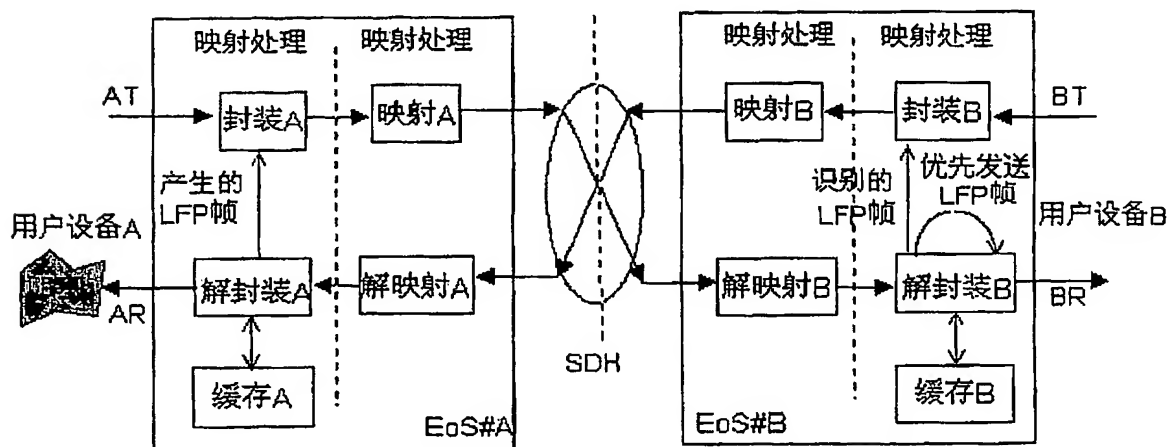 映射处理
映射处理
映射处理
映射处理
AT
封装A
映射A
映射B
封装B
BT
产生的
LFP帧
识别的
LFP帧
优先发送
LFP帧
用户设备A
用户设备B
解封装A
解映射A
解映射B
解封装B
AR
BR
SDH
缓存A
缓存B
EoS#A
EoS#B